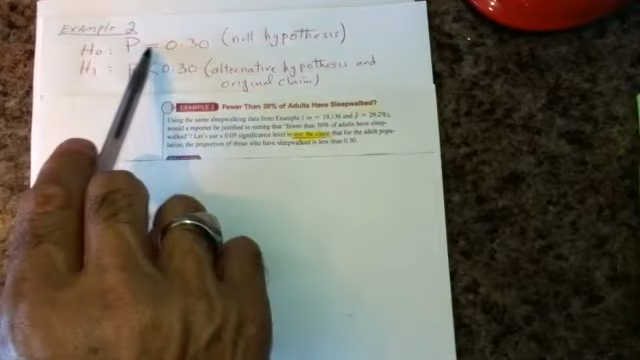 Example 2
H₀: P = 0.30 (null hypothesis)
H₁: P < 0.30 (alternative hypothesis and
original claim)
EXAMPLE 2 Fewer Than 30% of Adults Have Sleepwalked?
Using the same sleepwalking data from Example 1 (n = 19,136 and p̂ = 29.2%),
would a reporter be justified in stating that "fewer than 30% of adults have sleep-
walked"? Let's use a 0.05 significance level to test the claim that for the adult popu-
lation, the proportion of those who have sleepwalked is less than 0.30.